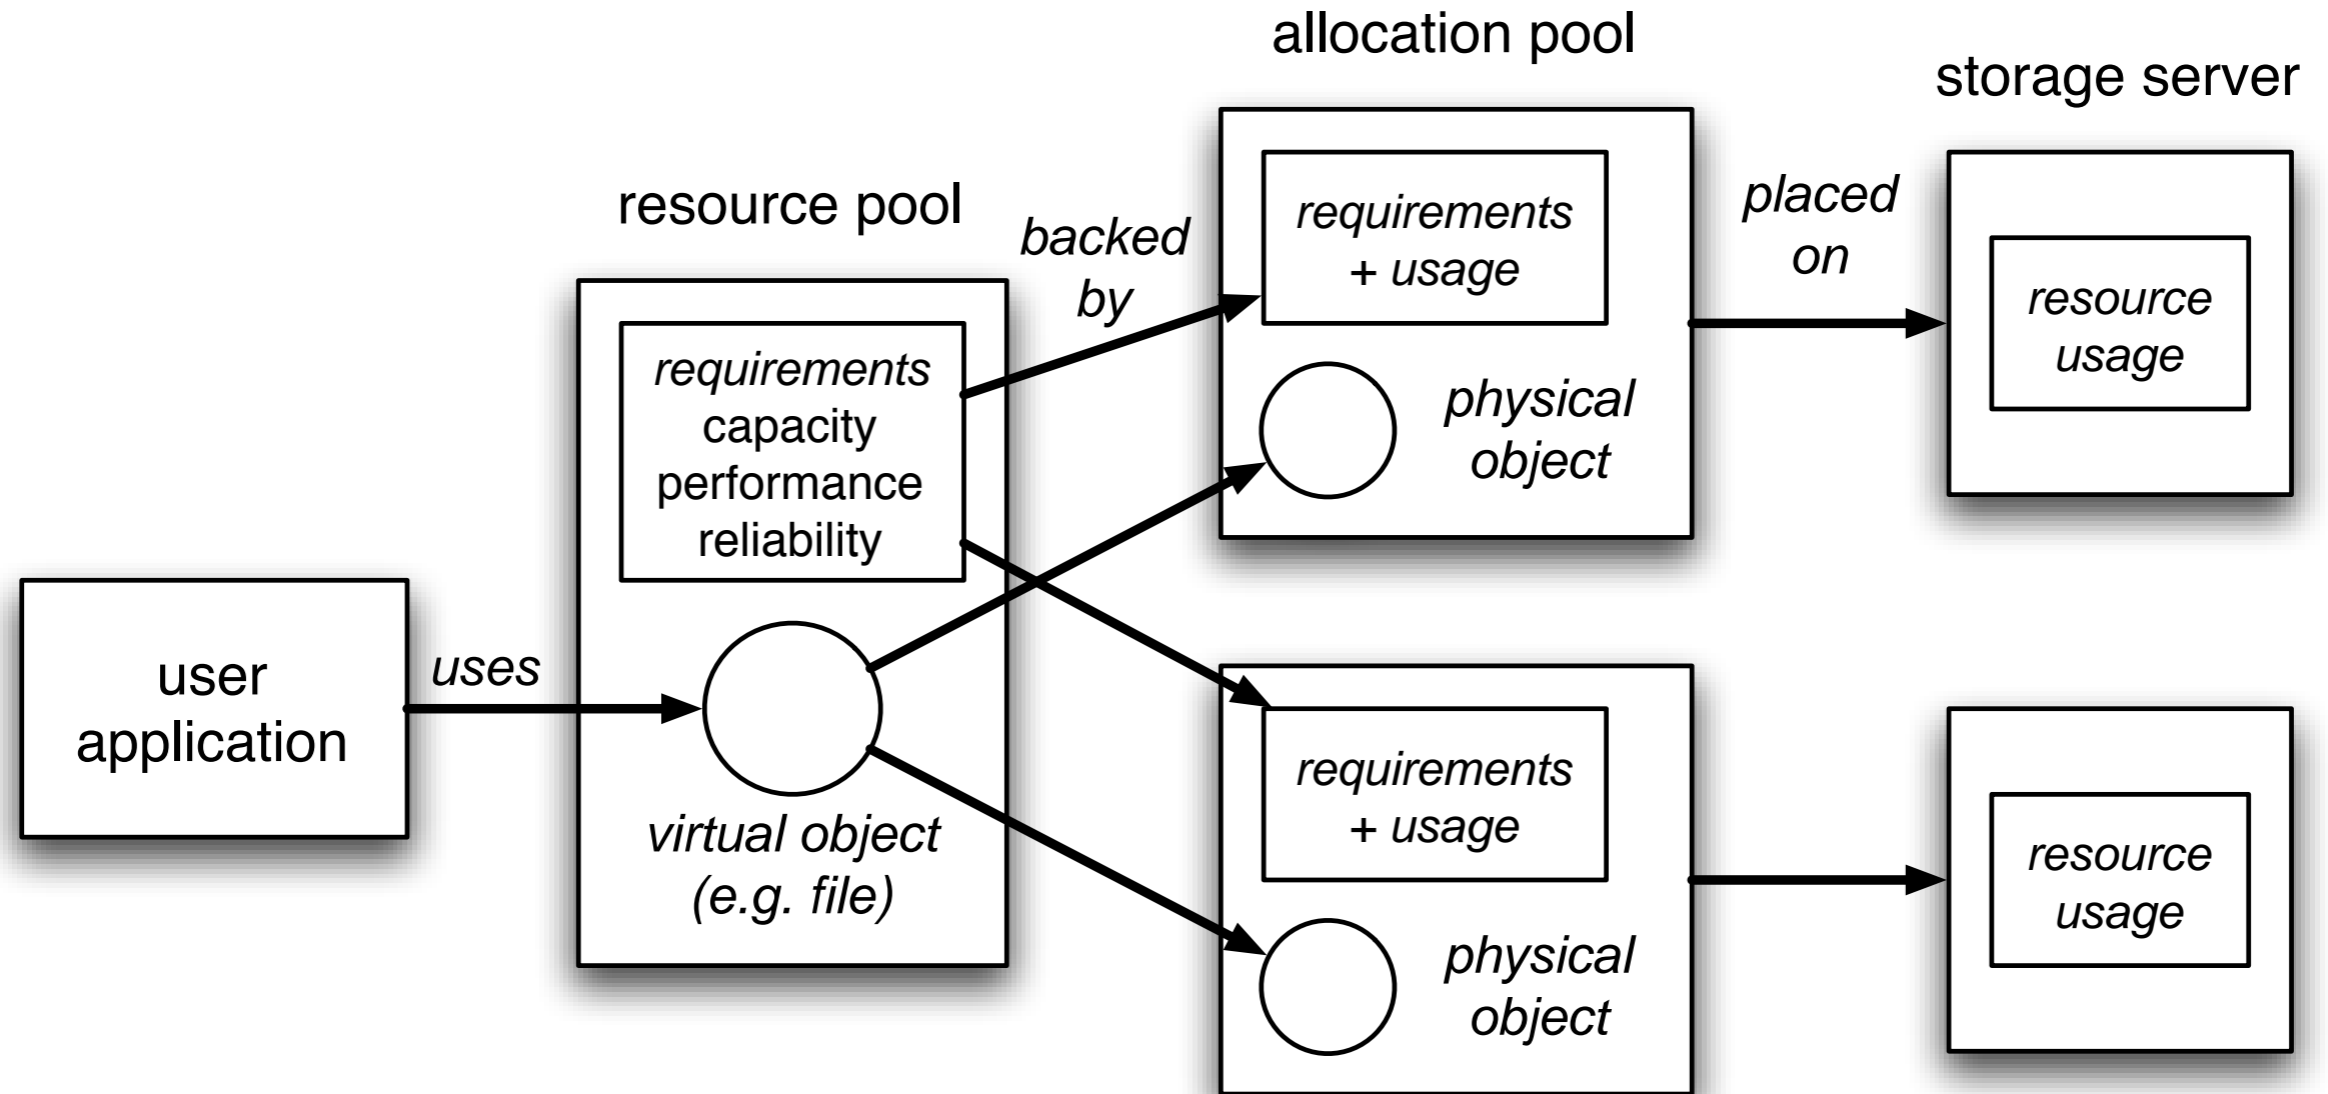 allocation pool
storage server
resource pool
backed
by
placed
on
requirements
+ usage
physical
object
resource
usage
requirements
capacity
performance
reliability
user
application
uses
virtual object
(e.g. file)
requirements
+ usage
physical
object
resource
usage